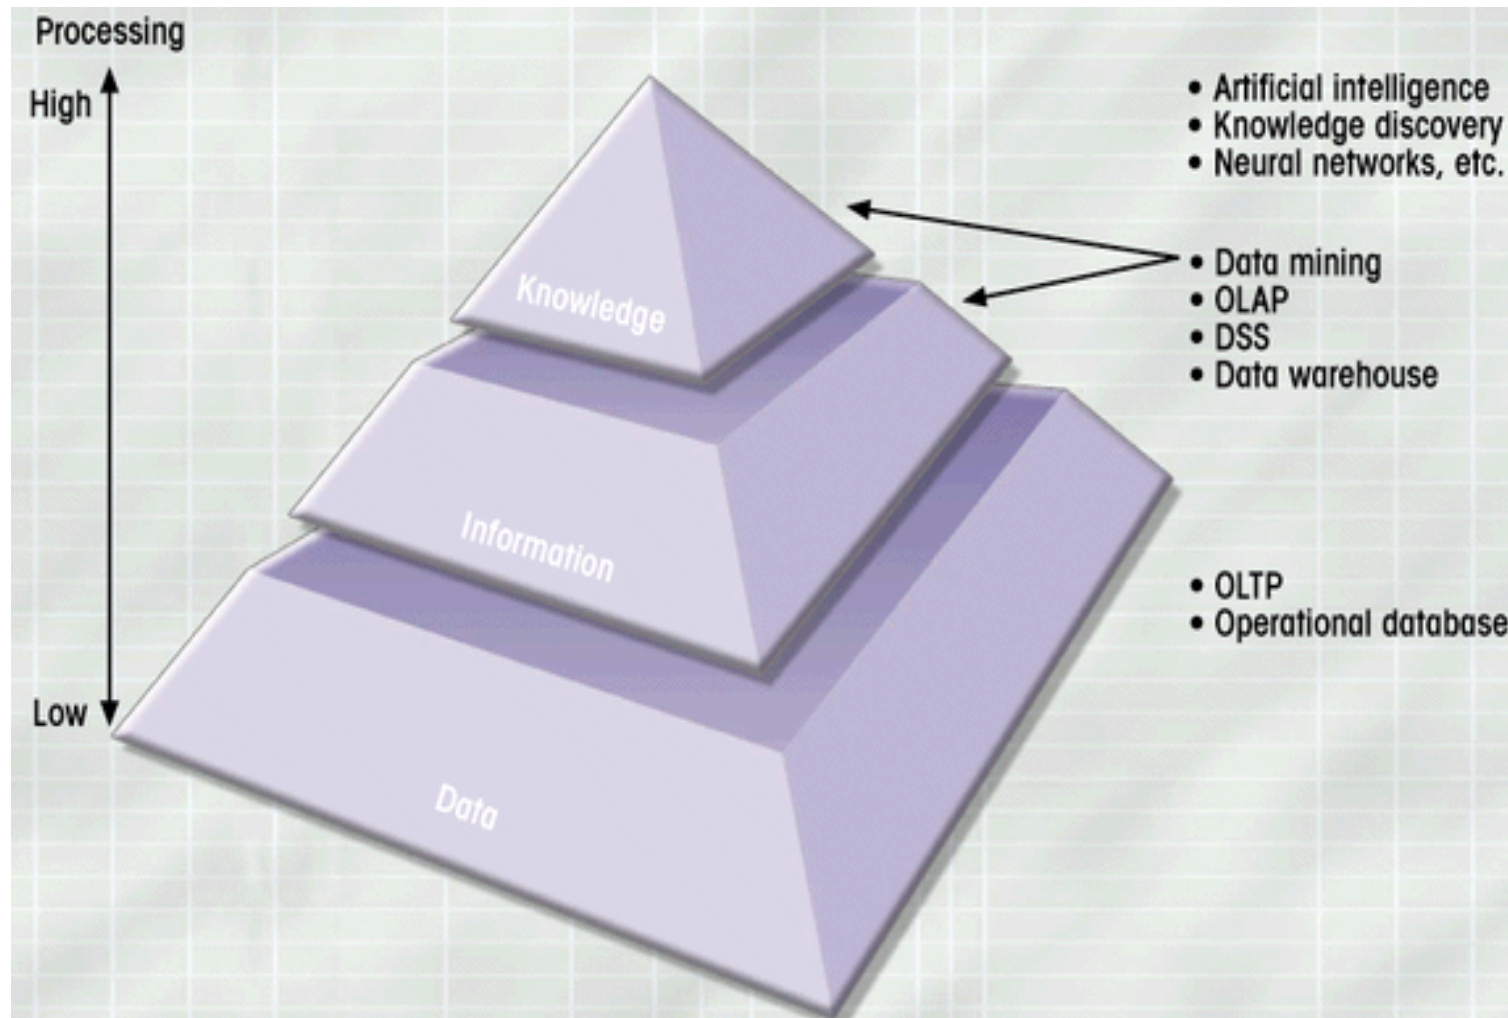 Processing
High
Low
Knowledge
Information
Data
• Artificial intelligence
• Knowledge discovery
• Neural networks, etc.
• Data mining
• OLAP
• DSS
• Data warehouse
• OLTP
• Operational database